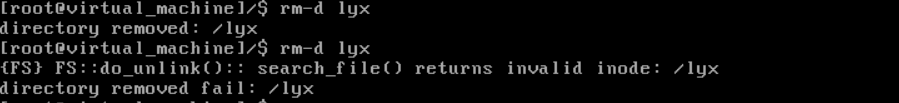 [root@virtual_machine]/$ rm-d lyx
directory removed: /lyx
[root@virtual_machine]/$ rm-d lyx
{FS} FS::do_unlink():: search_file() returns invalid inode: /lyx
directory removed fail: /lyx